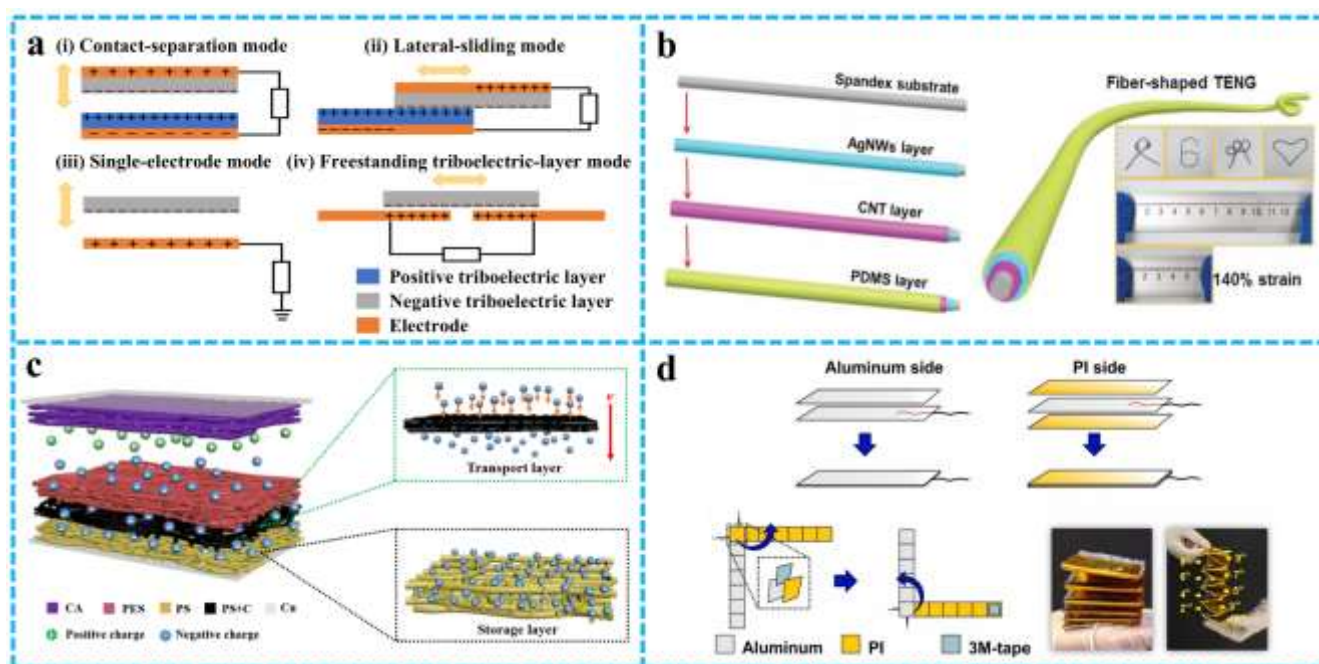 a
(i) Contact-separation mode
(ii) Lateral-sliding mode
(iii) Single-electrode mode
(iv) Freestanding triboelectric-layer mode
Positive triboelectric layer
Negative triboelectric layer
Electrode
b
Spandex substrate
AgNWs layer
CNT layer
PDMS layer
Fiber-shaped TENG
140% strain
c
Transport layer
Storage layer
CA PES PS PS+C Cu
Positive charge Negative charge
d
Aluminum side
PI side
Aluminum PI 3M-tape